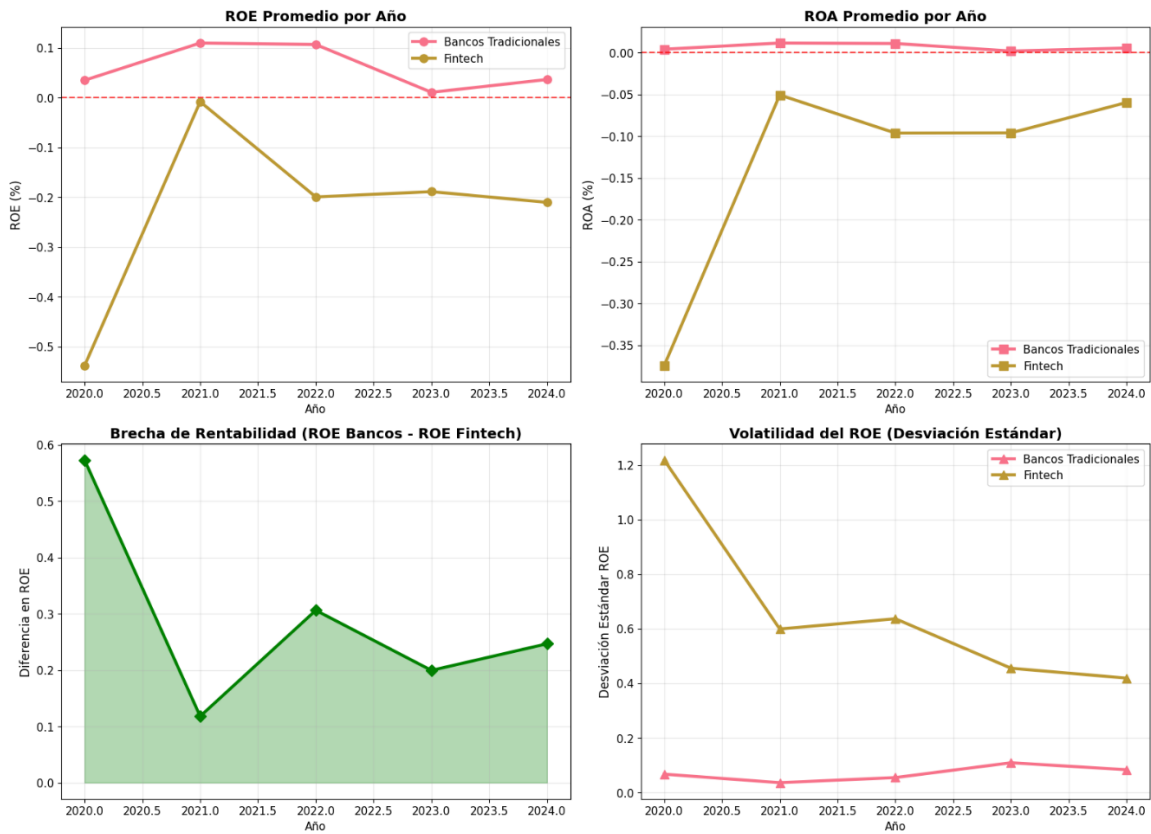 ROE Promedio por Año
ROE (%)
0.1
0.0
−0.1
−0.2
−0.3
−0.4
−0.5
Bancos Tradicionales
Fintech
2020.0 2020.5 2021.0 2021.5 2022.0 2022.5 2023.0 2023.5 2024.0
Año
ROA Promedio por Año
ROA (%)
0.00
−0.05
−0.10
−0.15
−0.20
−0.25
−0.30
−0.35
Bancos Tradicionales
Fintech
2020.0 2020.5 2021.0 2021.5 2022.0 2022.5 2023.0 2023.5 2024.0
Año
Brecha de Rentabilidad (ROE Bancos - ROE Fintech)
Diferencia en ROE
0.6
0.5
0.4
0.3
0.2
0.1
0.0
2020.0 2020.5 2021.0 2021.5 2022.0 2022.5 2023.0 2023.5 2024.0
Año
Volatilidad del ROE (Desviación Estándar)
Desviación Estándar ROE
1.2
1.0
0.8
0.6
0.4
0.2
0.0
Bancos Tradicionales
Fintech
2020.0 2020.5 2021.0 2021.5 2022.0 2022.5 2023.0 2023.5 2024.0
Año